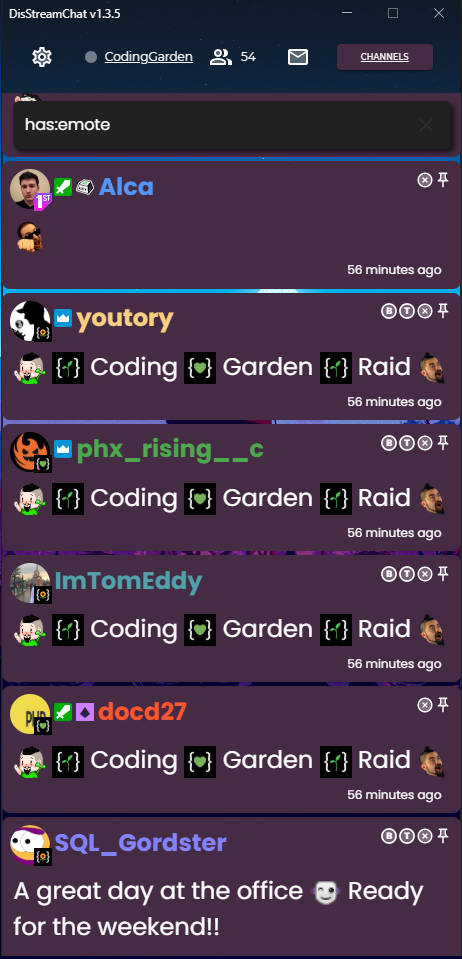 DisStreamChat v1.3.5
CodingGarden 54 CHANNELS
has:emote
1ST Alca
56 minutes ago
youtory B T
Coding Garden Raid
56 minutes ago
phx_rising__c B T
Coding Garden Raid
56 minutes ago
ImTomEddy B T
Coding Garden Raid
56 minutes ago
PHP docd27
Coding Garden Raid
56 minutes ago
SQL_Gordster B T
A great day at the office Ready
for the weekend!!